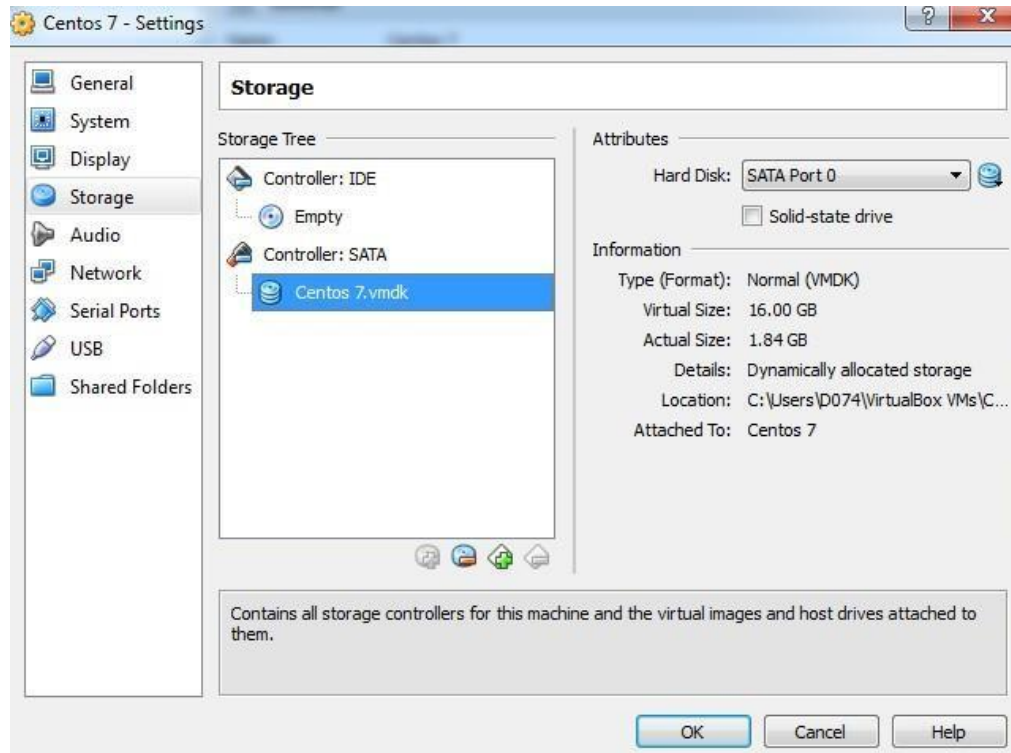 Centos 7 - Settings
General
System
Display
Storage
Audio
Network
Serial Ports
USB
Shared Folders
Storage
Storage Tree
Controller: IDE
Empty
Controller: SATA
Centos 7.vmdk
Attributes
Hard Disk: SATA Port 0
Solid-state drive
Information
Type (Format): Normal (VMDK)
Virtual Size: 16.00 GB
Actual Size: 1.84 GB
Details: Dynamically allocated storage
Location: C:\Users\D074\VirtualBox VMs\C...
Attached To: Centos 7
Contains all storage controllers for this machine and the virtual images and host drives attached to
them.
OK Cancel Help